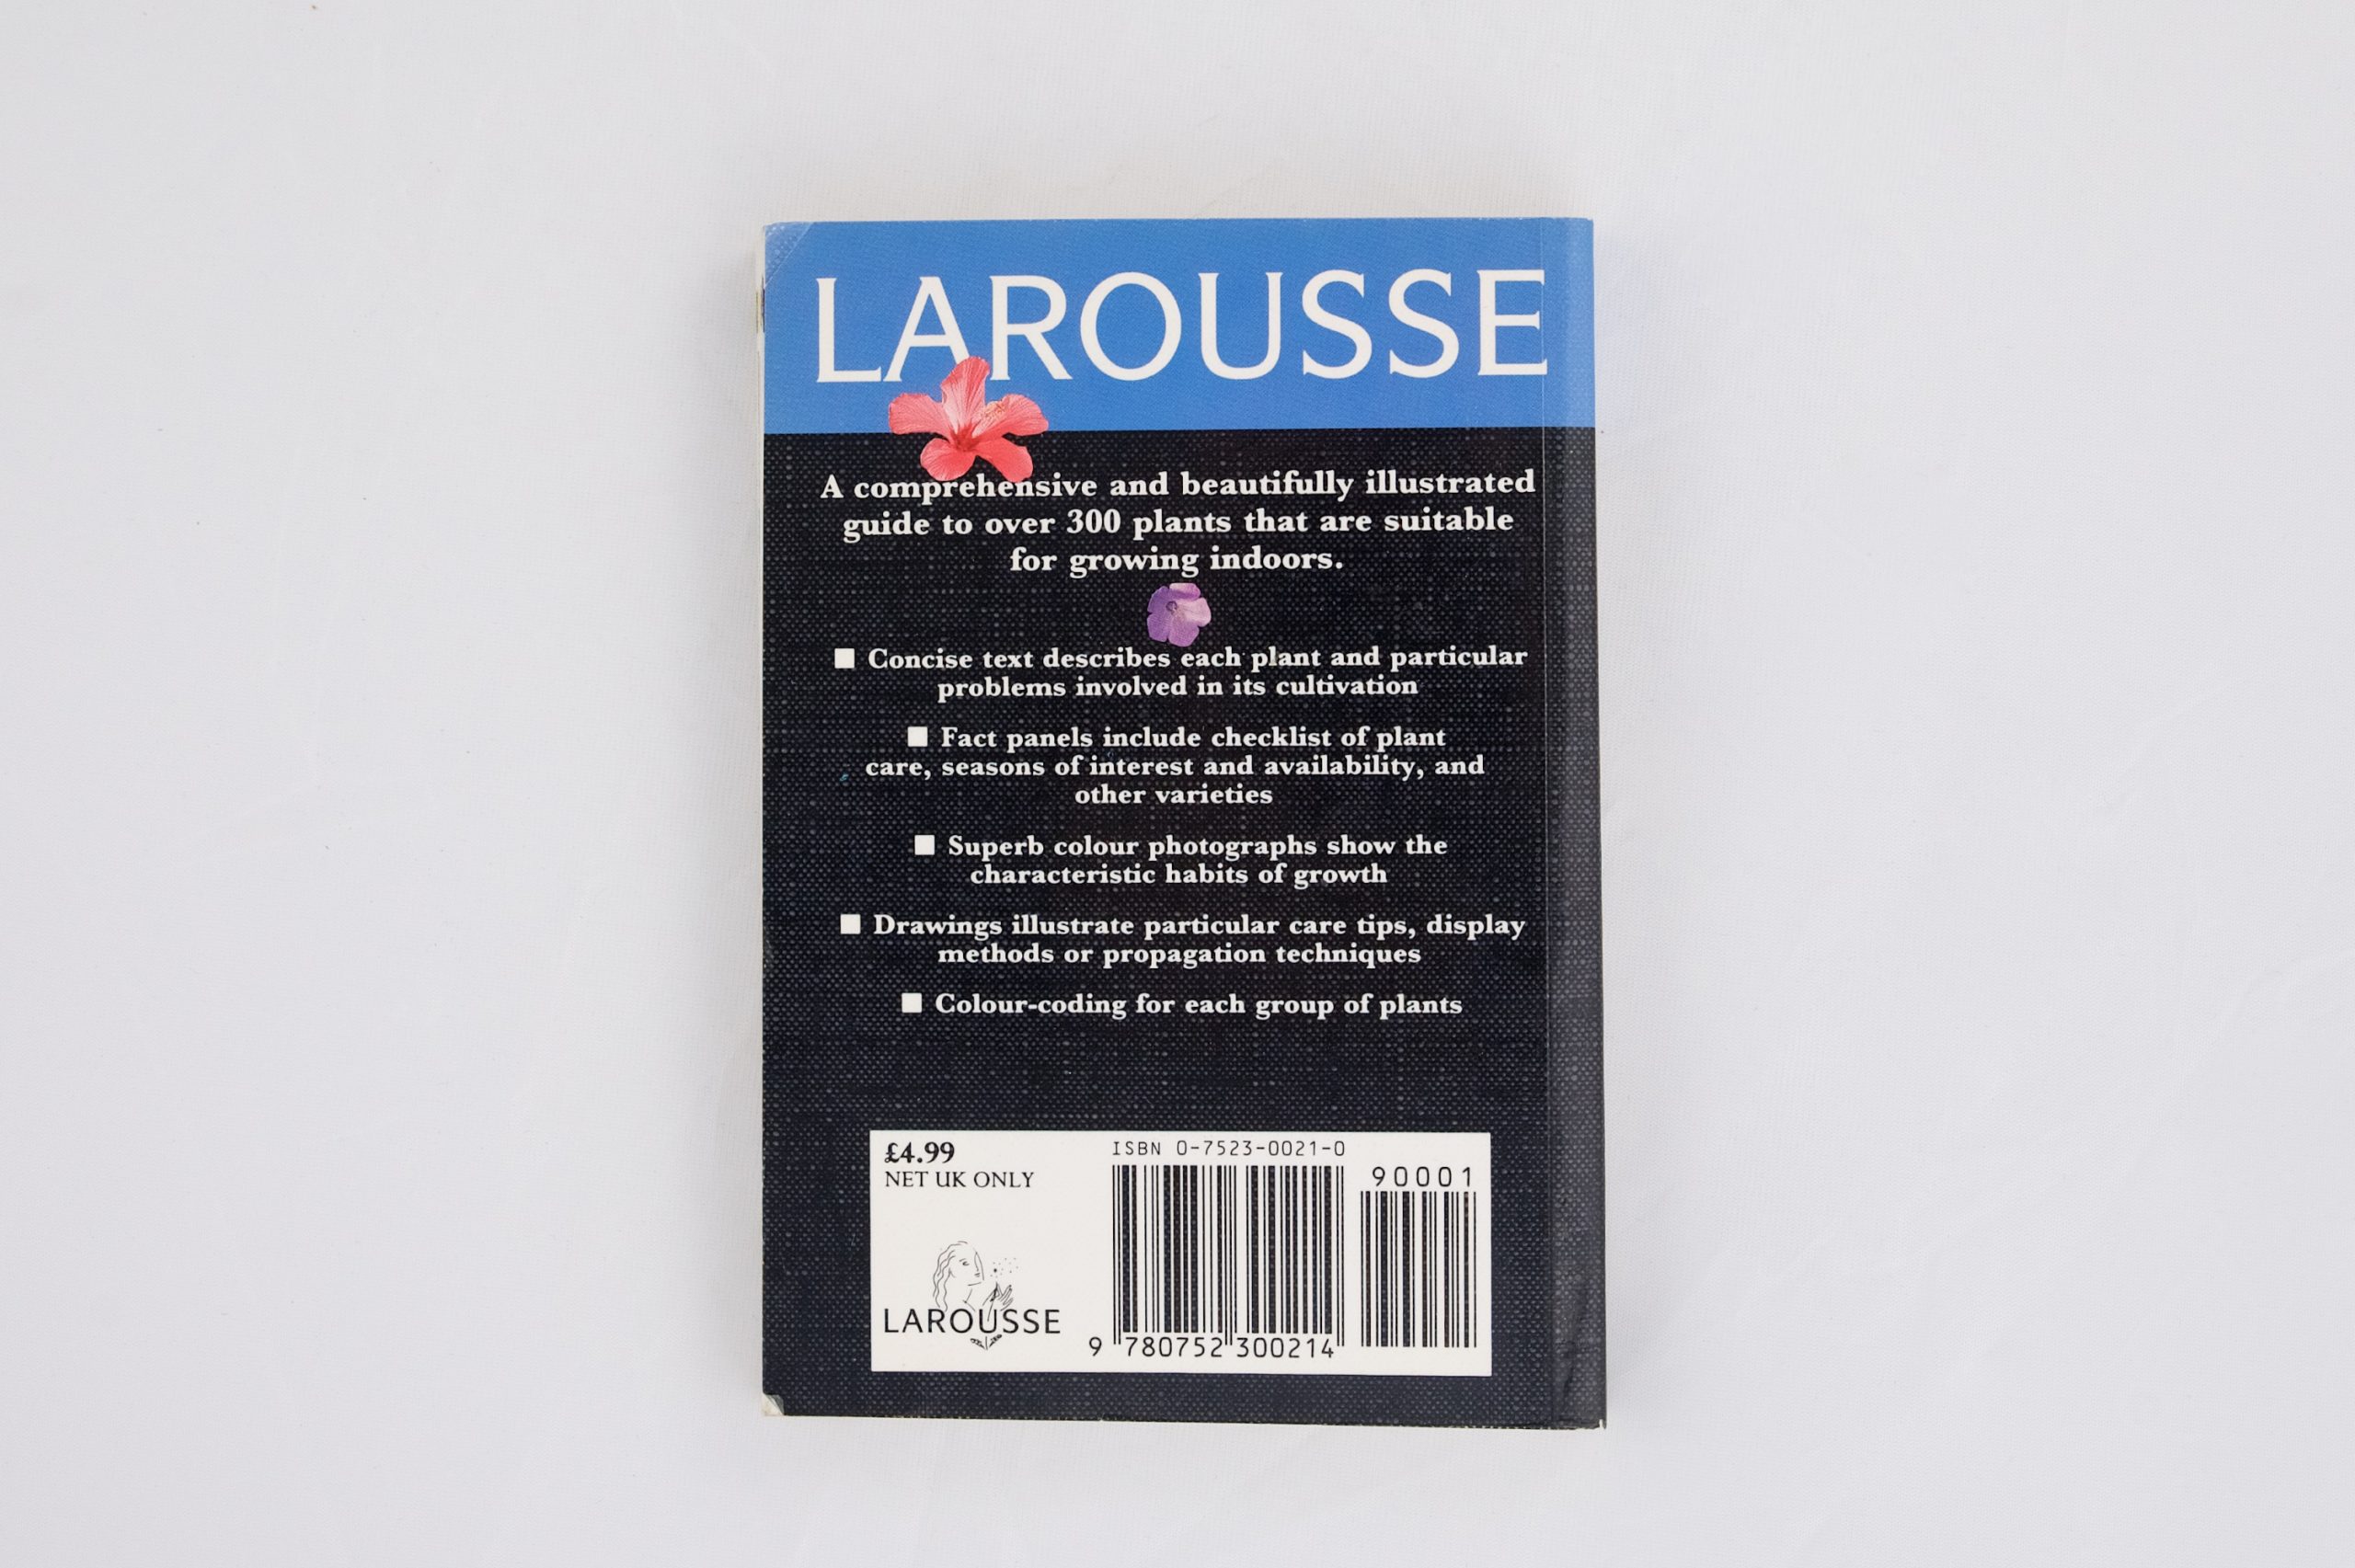 LAROUSSE
A comprehensive and beautifully illustrated
guide to over 300 plants that are suitable
for growing indoors.
■ Concise text describes each plant and particular
problems involved in its cultivation
■ Fact panels include checklist of plant
care, seasons of interest and availability, and
other varieties
■ Superb colour photographs show the
characteristic habits of growth
■ Drawings illustrate particular care tips, display
methods or propagation techniques
■ Colour-coding for each group of plants
£4.99
NET UK ONLY
LAROUSSE
ISBN 0-7523-0021-0
90001
9 780752 300214